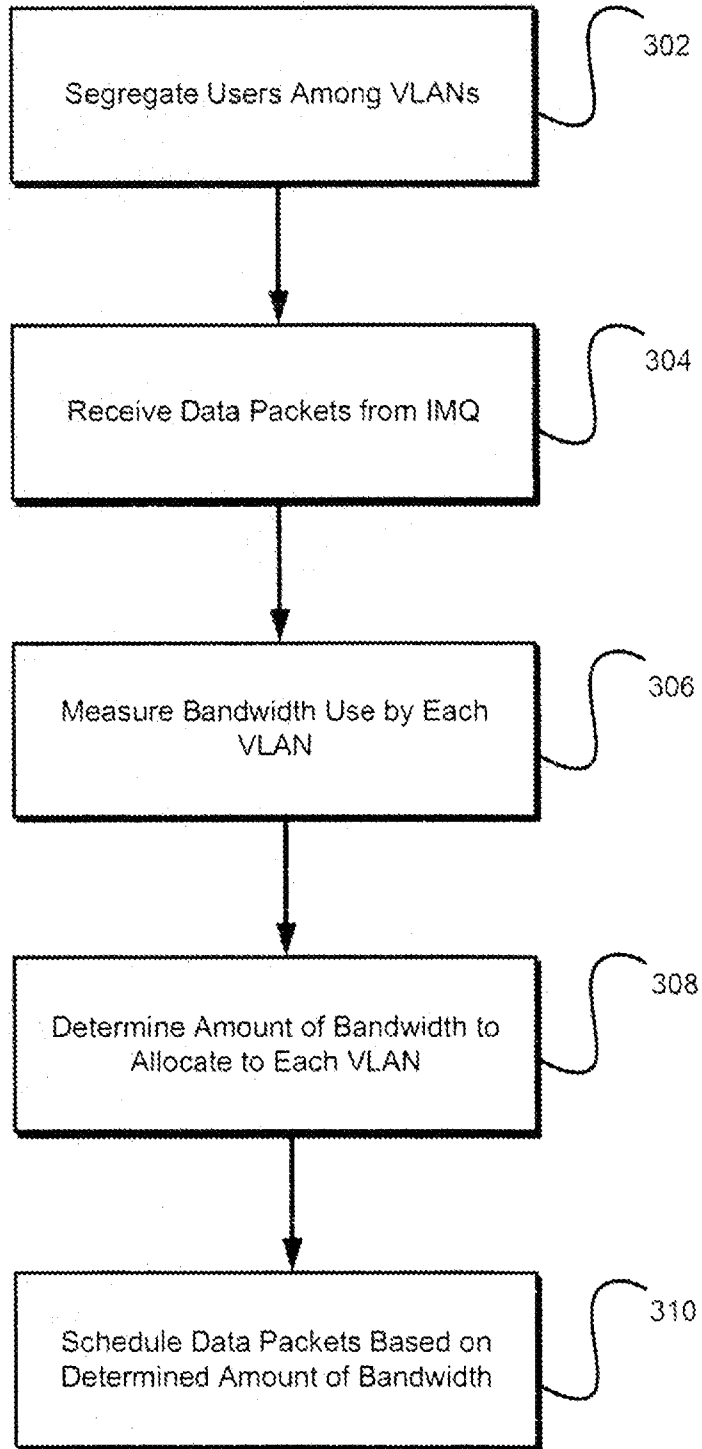 Segregate Users Among VLANs
302
Receive Data Packets from IMQ
304
Measure Bandwidth Use by Each
VLAN
306
Determine Amount of Bandwidth to
Allocate to Each VLAN
308
Schedule Data Packets Based on
Determined Amount of Bandwidth
310